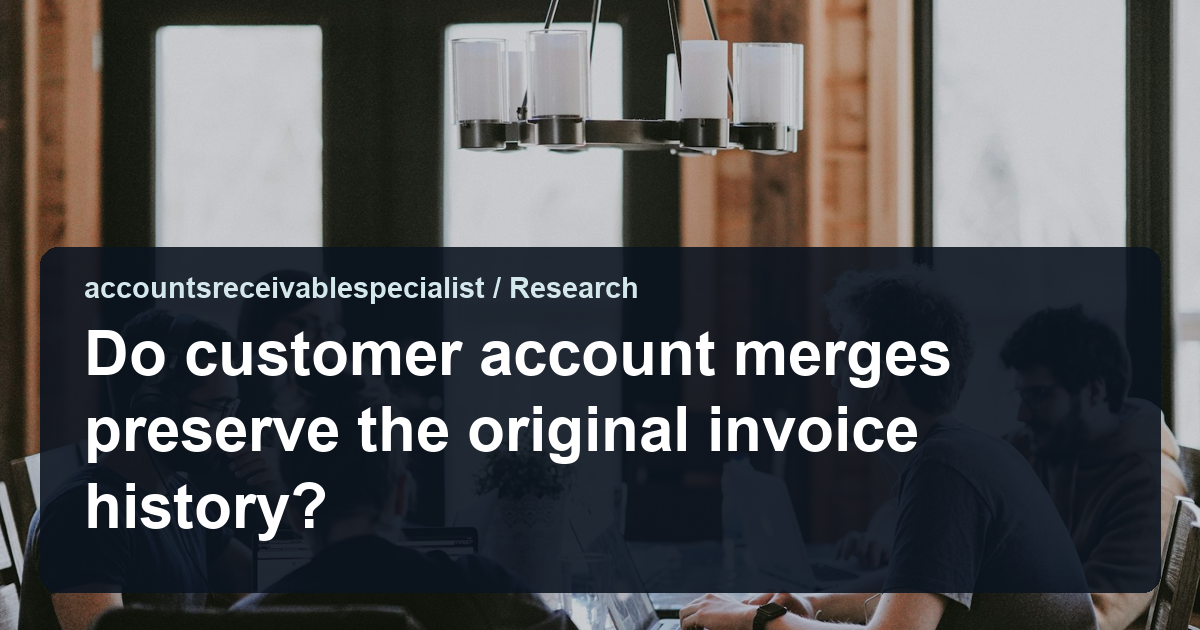 accountsreceivablespecialist / Research
Do customer account merges
preserve the original invoice
history?